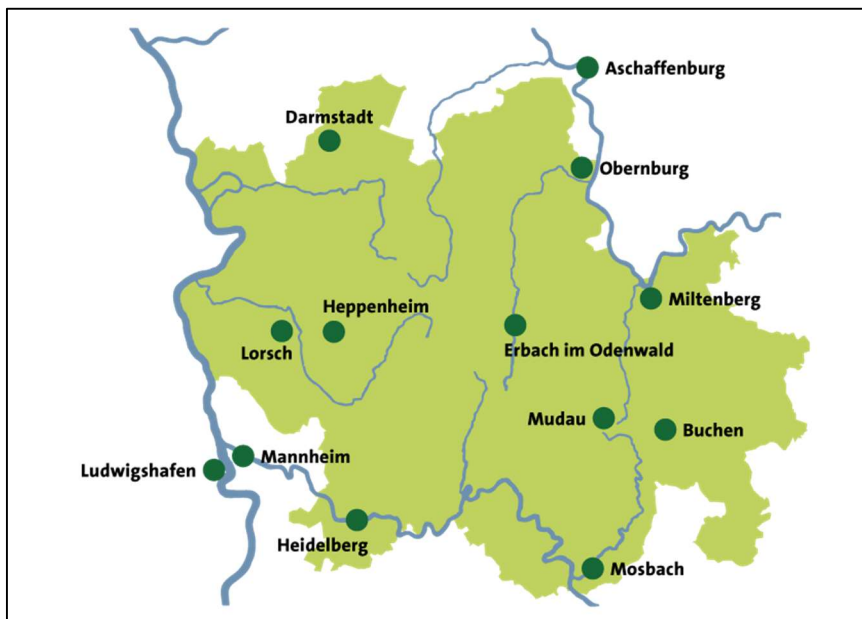 Aschaffenburg
Darmstadt
Obernburg
Miltenberg
Heppenheim
Lorsch
Erbach im Odenwald
Mudau
Buchen
Mannheim
Ludwigshafen
Heidelberg
Mosbach